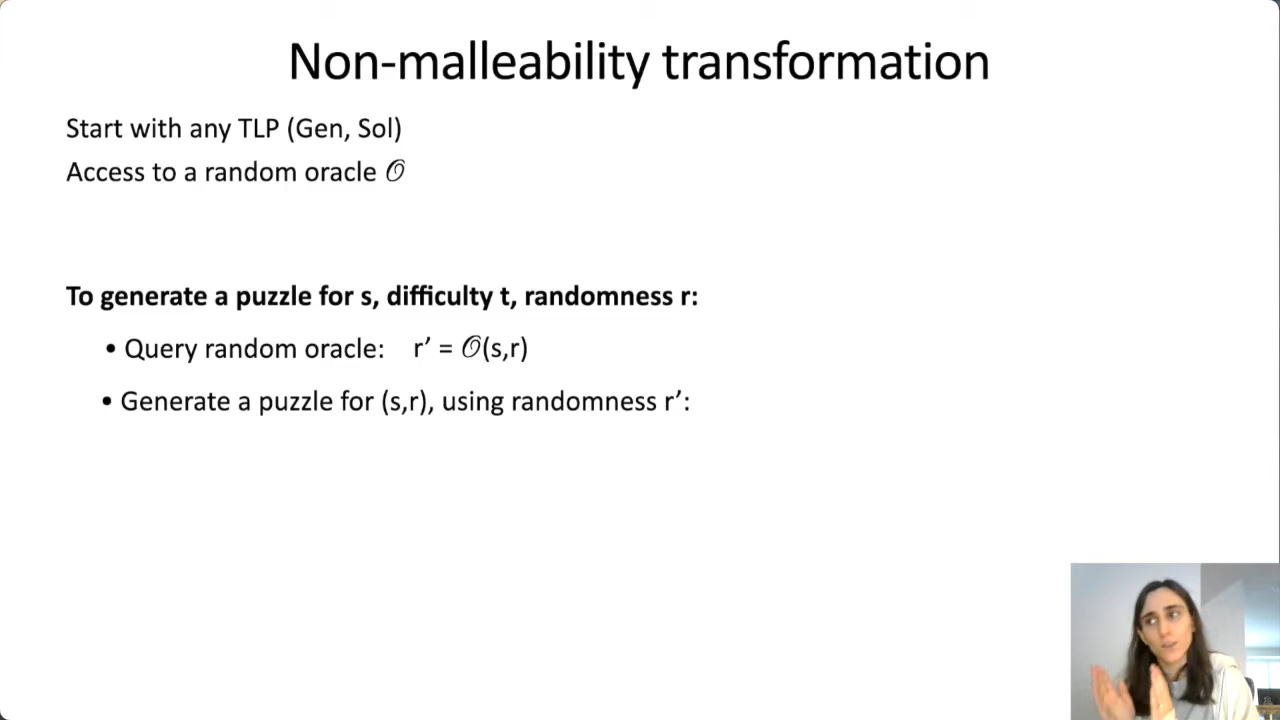 Non-malleability transformation
Start with any TLP (Gen, Sol)
Access to a random oracle 𝒪
To generate a puzzle for s, difficulty t, randomness r:
• Query random oracle: r’ = 𝒪(s,r)
• Generate a puzzle for (s,r), using randomness r’: